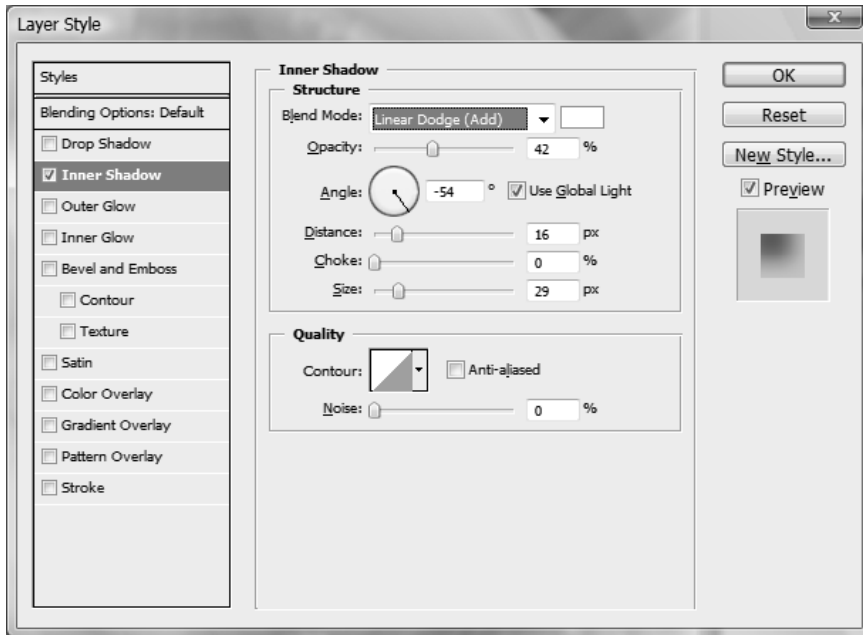 Layer Style
Styles
Blending Options: Default
Drop Shadow
Inner Shadow
Outer Glow
Inner Glow
Bevel and Emboss
Contour
Texture
Satin
Color Overlay
Gradient Overlay
Pattern Overlay
Stroke
Inner Shadow
Structure
Blend Mode: Linear Dodge (Add)
Opacity: 42 %
Angle: -54 ° Use Global Light
Distance: 16 px
Choke: 0 %
Size: 29 px
Quality
Contour: Anti-aliased
Noise: 0 %
OK
Reset
New Style...
Preview